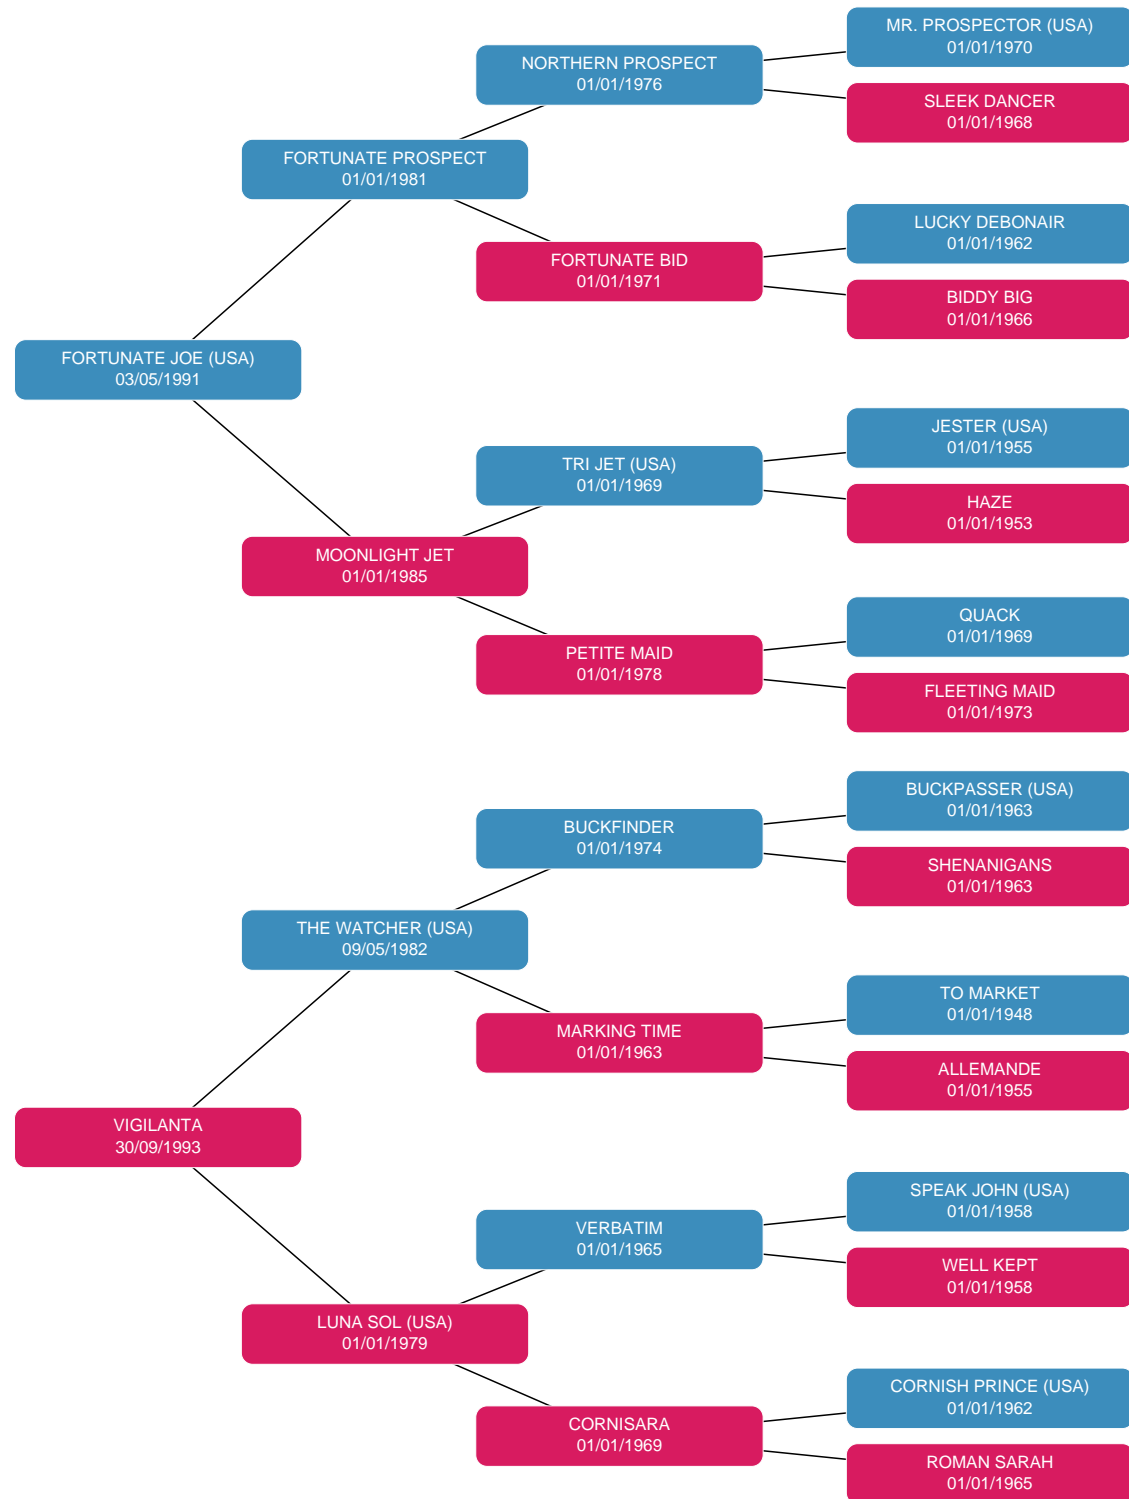 MR. PROSPECTOR (USA)
01/01/1970
NORTHERN PROSPECT
01/01/1976
SLEEK DANCER
01/01/1968
FORTUNATE PROSPECT
01/01/1981
LUCKY DEBONAIR
01/01/1962
FORTUNATE BID
01/01/1971
BIDDY BIG
01/01/1966
FORTUNATE JOE (USA)
03/05/1991
JESTER (USA)
01/01/1955
TRI JET (USA)
01/01/1969
HAZE
01/01/1953
MOONLIGHT JET
01/01/1985
QUACK
01/01/1969
PETITE MAID
01/01/1978
FLEETING MAID
01/01/1973
BUCKPASSER (USA)
01/01/1963
BUCKFINDER
01/01/1974
SHENANIGANS
01/01/1963
THE WATCHER (USA)
09/05/1982
TO MARKET
01/01/1948
MARKING TIME
01/01/1963
ALLEMANDE
01/01/1955
VIGILANTA
30/09/1993
SPEAK JOHN (USA)
01/01/1958
VERBATIM
01/01/1965
WELL KEPT
01/01/1958
LUNA SOL (USA)
01/01/1979
CORNISH PRINCE (USA)
01/01/1962
CORNISARA
01/01/1969
ROMAN SARAH
01/01/1965